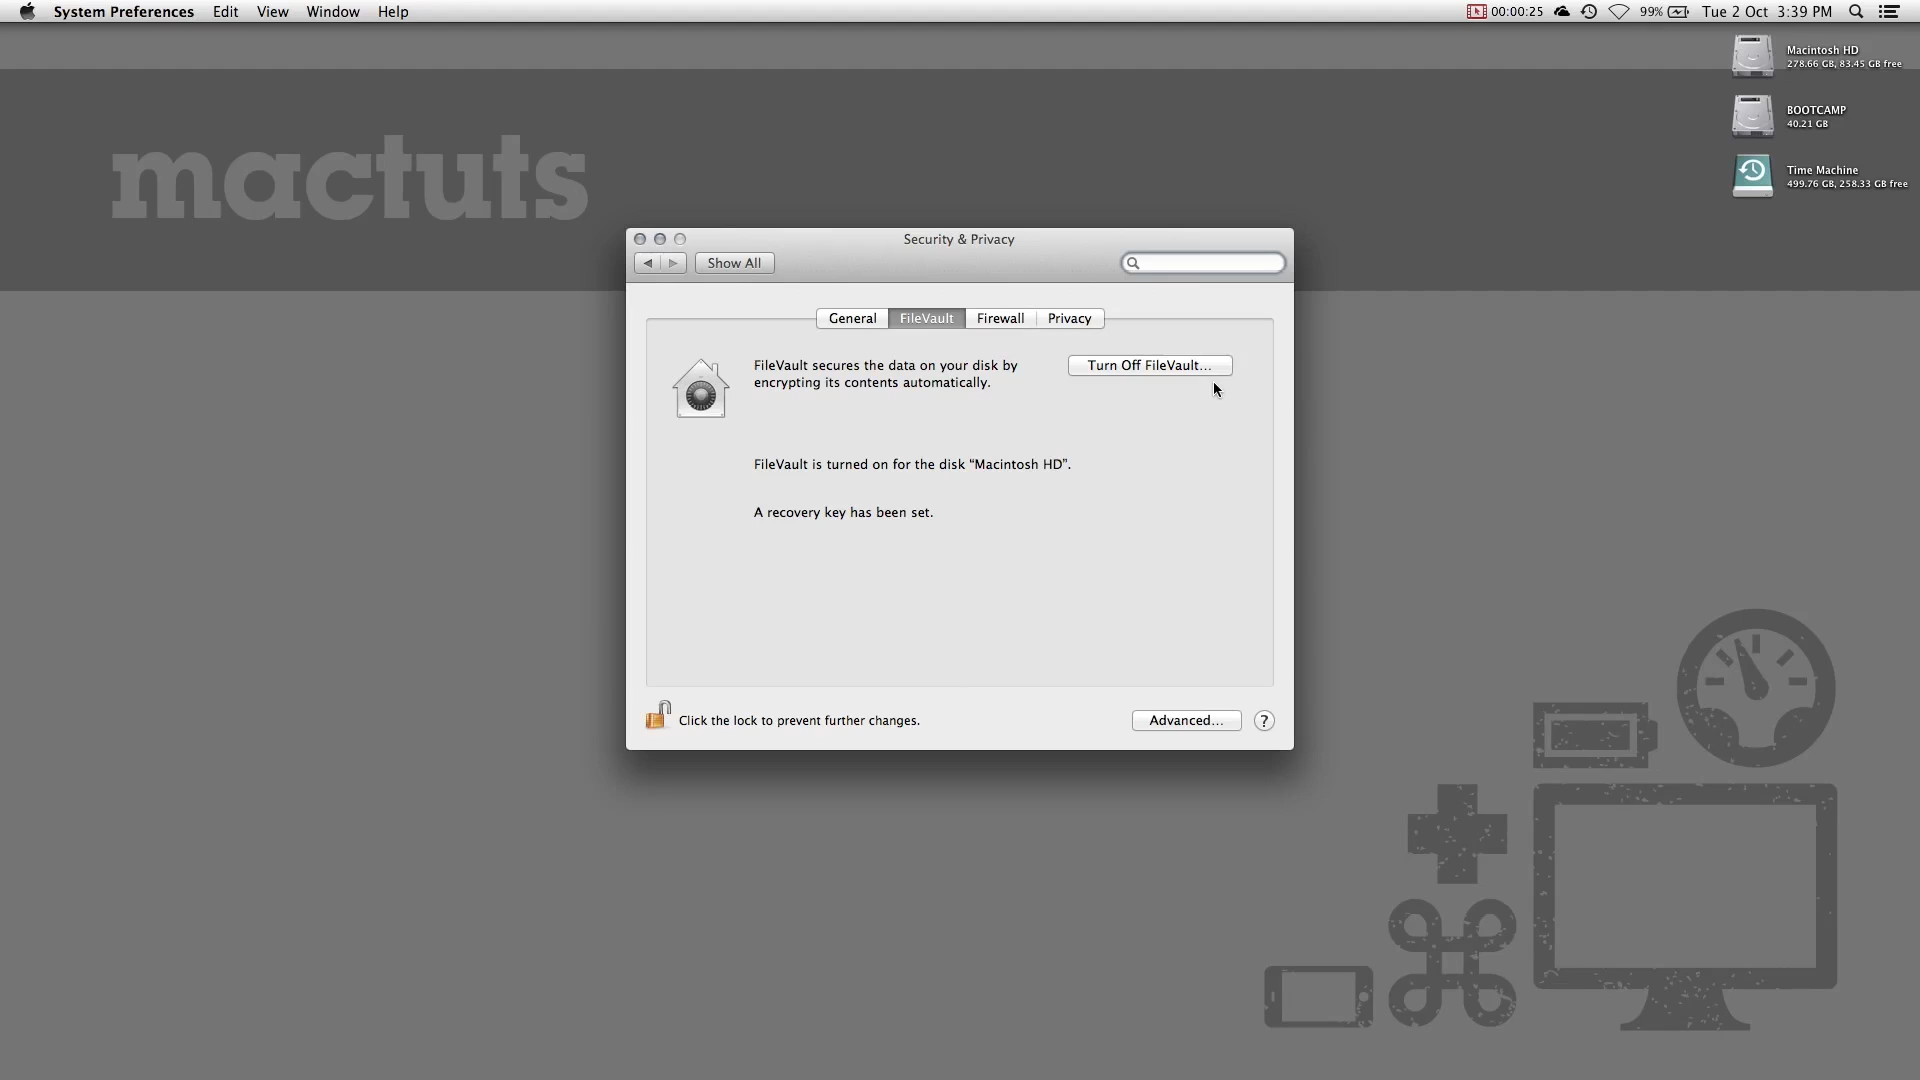 System Preferences Edit View Window Help
00:00:25 99% Tue 2 Oct 3:39 PM
Macintosh HD
278.66 GB, 83.45 GB free
BOOTCAMP
40.21 GB
Time Machine
499.76 GB, 258.33 GB free
mactuts
Security & Privacy
Show All
General FileVault Firewall Privacy
FileVault secures the data on your disk by
encrypting its contents automatically.
Turn Off FileVault...
FileVault is turned on for the disk “Macintosh HD”.
A recovery key has been set.
Click the lock to prevent further changes.
Advanced... ?